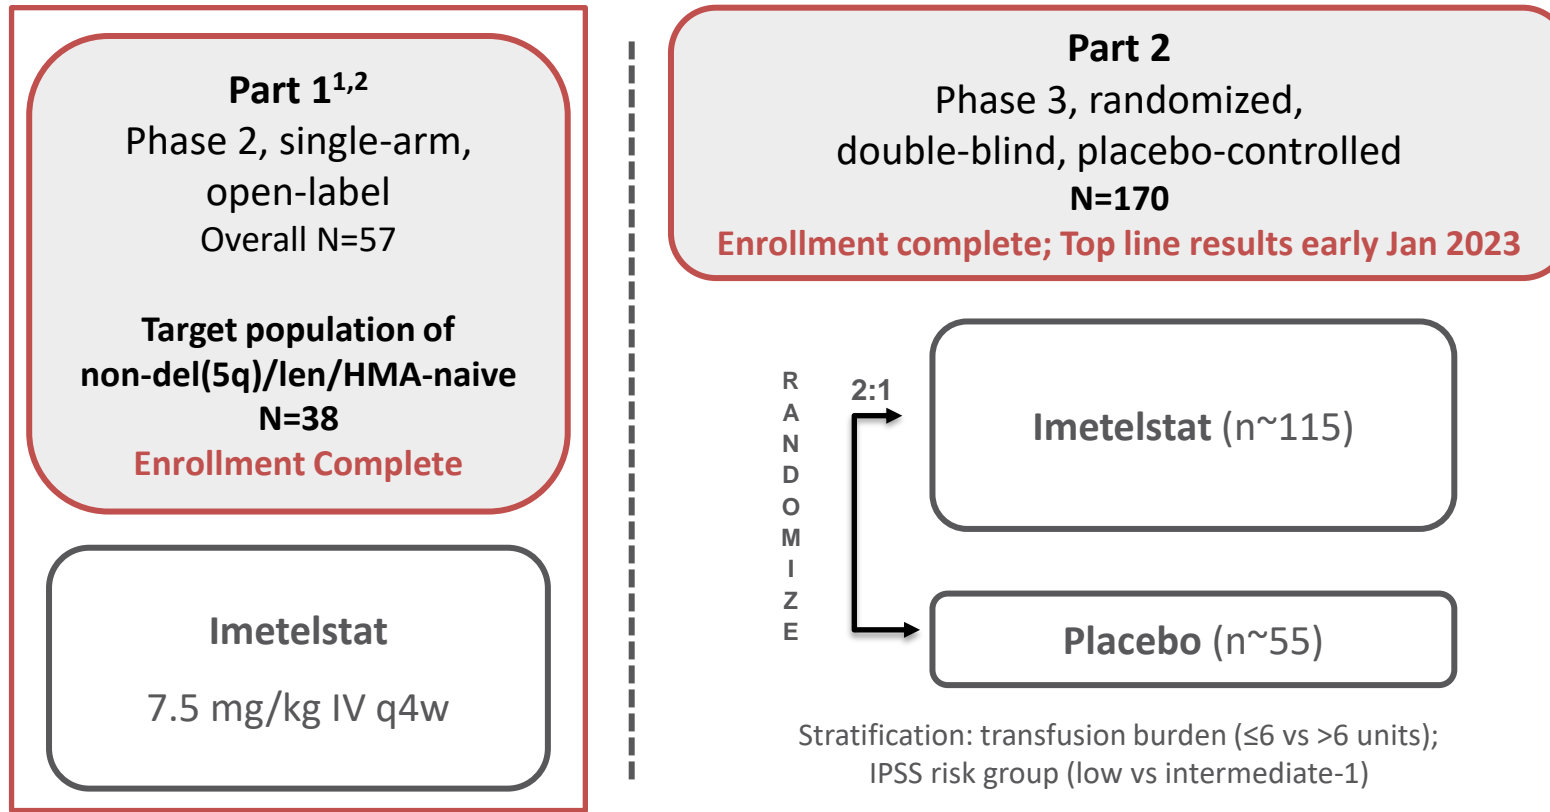 Part 1¹,²
Phase 2, single-arm,
open-label
Overall N=57
Target population of
non-del(5q)/len/HMA-naive
N=38
Enrollment Complete
Imetelstat
7.5 mg/kg IV q4w
Part 2
Phase 3, randomized,
double-blind, placebo-controlled
N=170
Enrollment complete; Top line results early Jan 2023
RANDOMIZE
2:1
Imetelstat (n~115)
Placebo (n~55)
Stratification: transfusion burden (≤6 vs >6 units);
IPSS risk group (low vs intermediate-1)